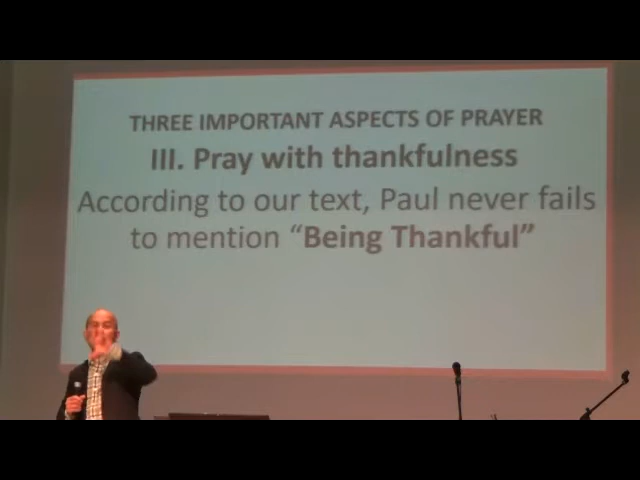 THREE IMPORTANT ASPECTS OF PRAYER
III. Pray with thankfulness
According to our text, Paul never fails
to mention “Being Thankful”